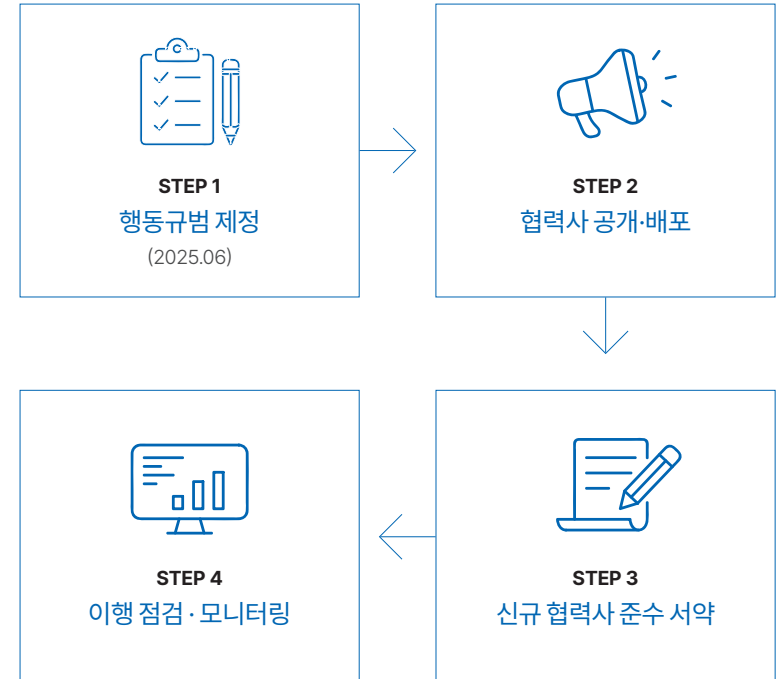 STEP 1
행동규범 제정
(2025.06)
STEP 2
협력사 공개·배포
STEP 3
신규 협력사 준수 서약
STEP 4
이행 점검 · 모니터링